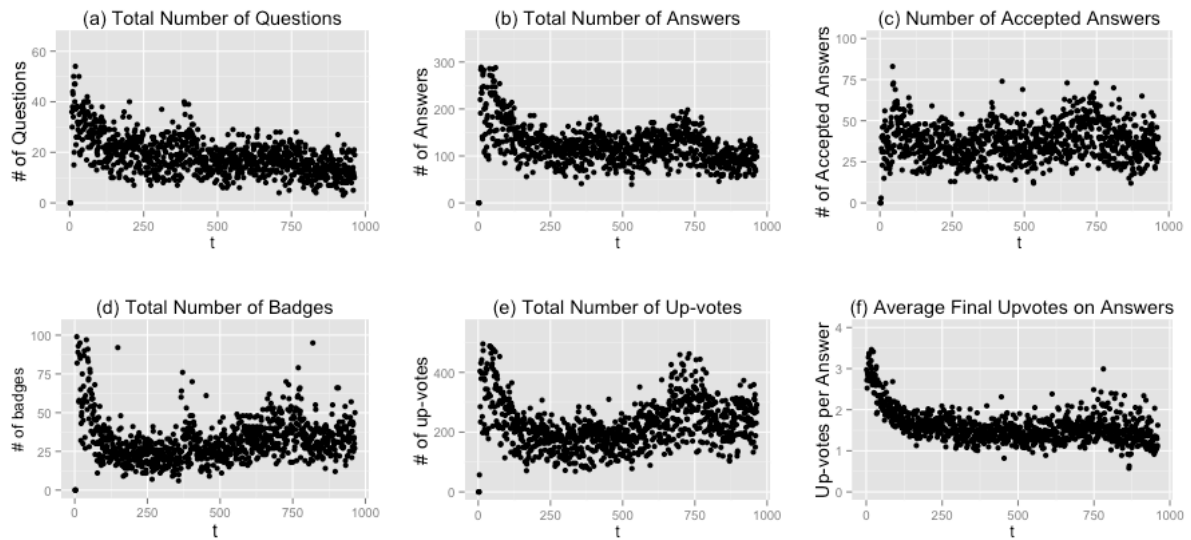 (a) Total Number of Questions
# of Questions
60
40
20
0
0 250 500 750 1000
t
(b) Total Number of Answers
# of Answers
300
200
100
0
0 250 500 750 1000
t
(c) Number of Accepted Answers
# of Accepted Answers
100
75
50
25
0
0 250 500 750 1000
t
(d) Total Number of Badges
# of badges
100
75
50
25
0
0 250 500 750 1000
t
(e) Total Number of Up-votes
# of up-votes
400
200
0
0 250 500 750 1000
t
(f) Average Final Upvotes on Answers
Up-votes per Answer
4
3
2
1
0
0 250 500 750 1000
t